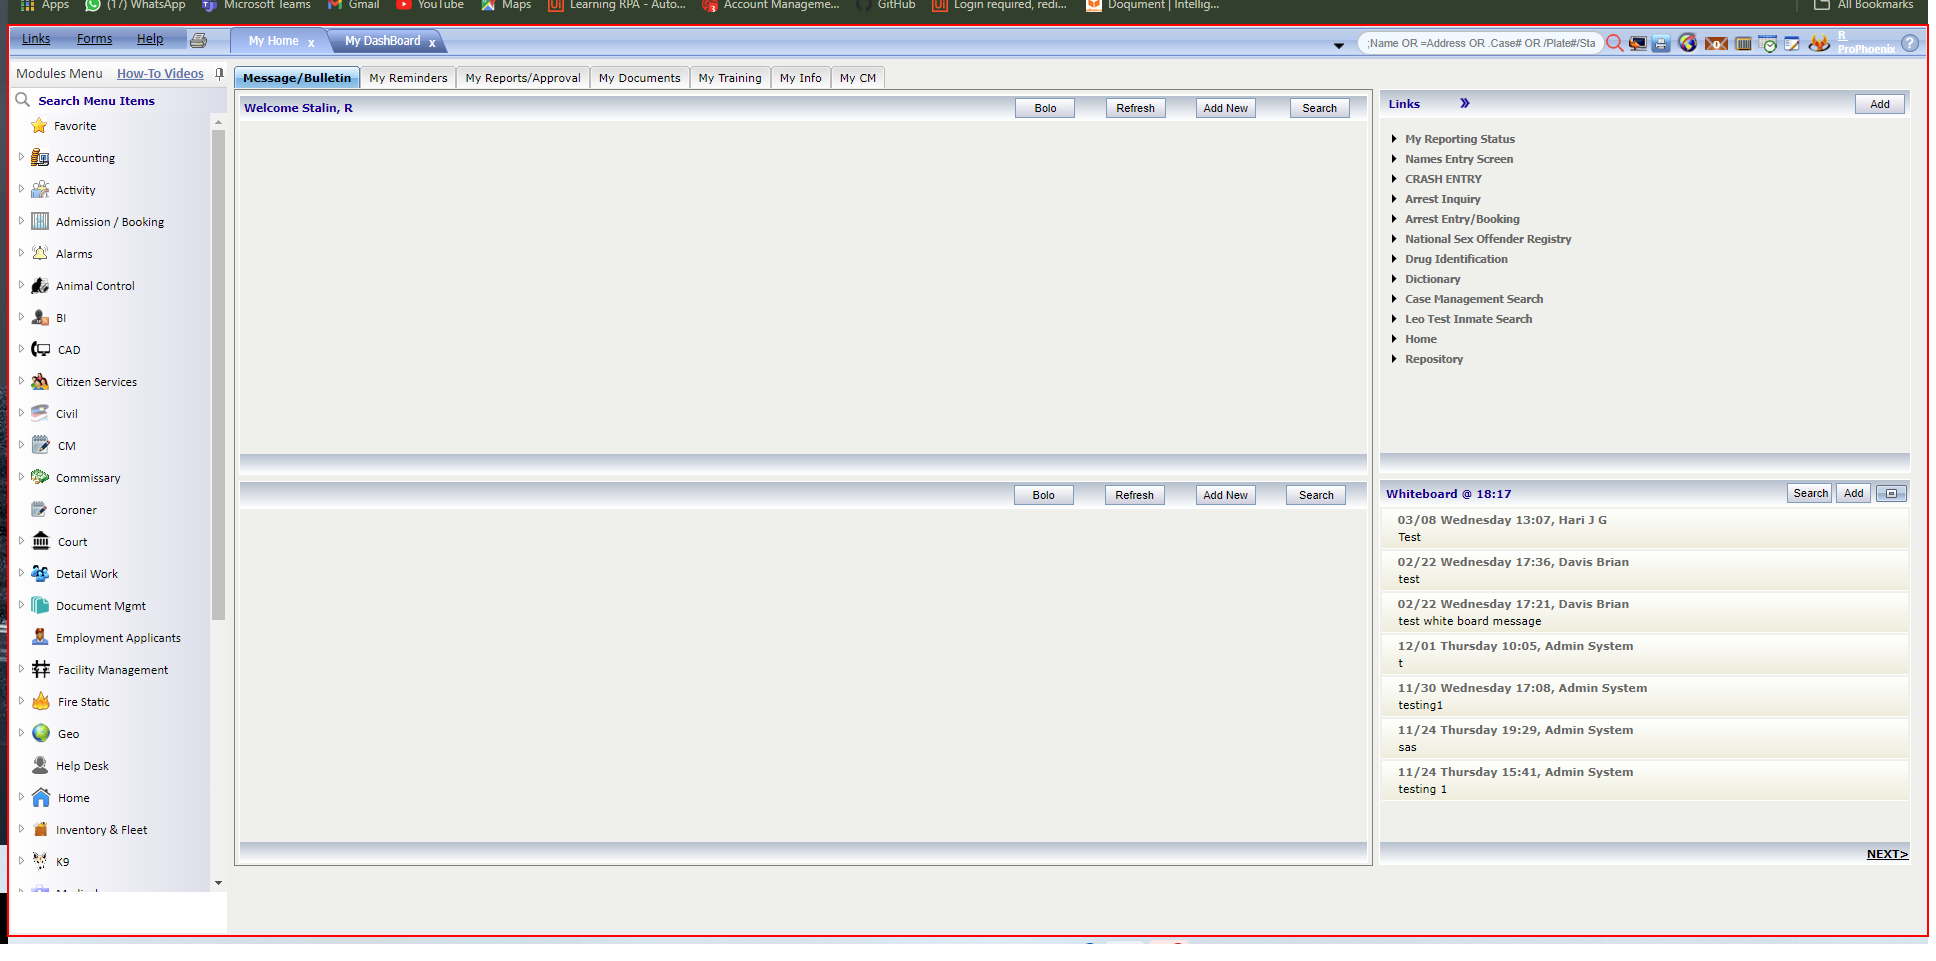 Apps (17) WhatsApp Microsoft Teams Gmail YouTube Maps Learning RPA - Auto... Account Manageme... GitHub Login required, redi... Doqument | Intellig... All Bookmarks
Links Forms Help My Home x My DashBoard x ;Name OR =Address OR .Case# OR /Plate#/Sta R
ProPhoenix
Modules Menu How-To Videos
Search Menu Items
Favorite
Accounting
Activity
Admission / Booking
Alarms
Animal Control
BI
CAD
Citizen Services
Civil
CM
Commissary
Coroner
Court
Detail Work
Document Mgmt
Employment Applicants
Facility Management
Fire Static
Geo
Help Desk
Home
Inventory & Fleet
K9
Message/Bulletin My Reminders My Reports/Approval My Documents My Training My Info My CM
Welcome Stalin, R Bolo Refresh Add New Search
Bolo Refresh Add New Search
Links » Add
My Reporting Status
Names Entry Screen
CRASH ENTRY
Arrest Inquiry
Arrest Entry/Booking
National Sex Offender Registry
Drug Identification
Dictionary
Case Management Search
Leo Test Inmate Search
Home
Repository
Whiteboard @ 18:17 Search Add
03/08 Wednesday 13:07, Hari J G
Test
02/22 Wednesday 17:36, Davis Brian
test
02/22 Wednesday 17:21, Davis Brian
test white board message
12/01 Thursday 10:05, Admin System
t
11/30 Wednesday 17:08, Admin System
testing1
11/24 Thursday 19:29, Admin System
sas
11/24 Thursday 15:41, Admin System
testing 1
NEXT>